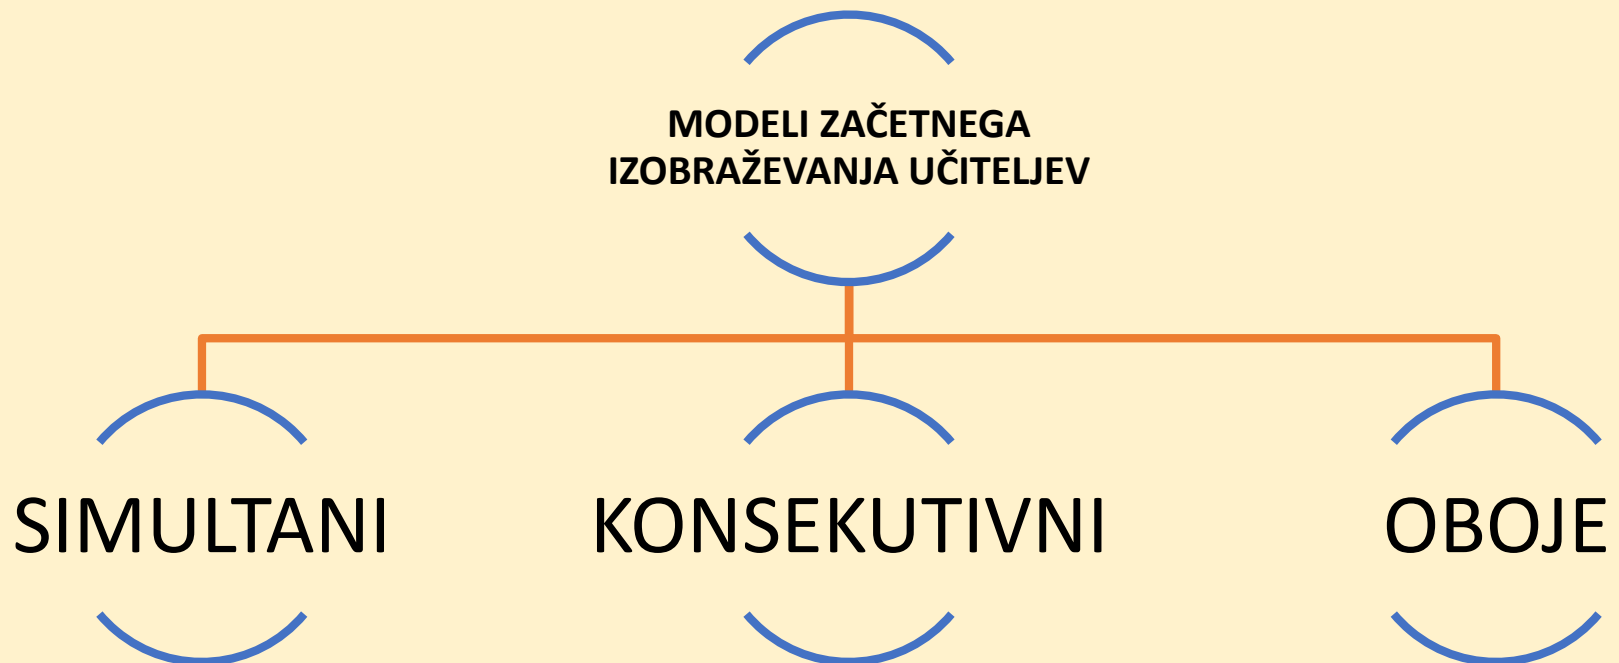 MODELI ZAČETNEGA
IZOBRAŽEVANJA UČITELJEV
SIMULTANI
KONSEKUTIVNI
OBOJE